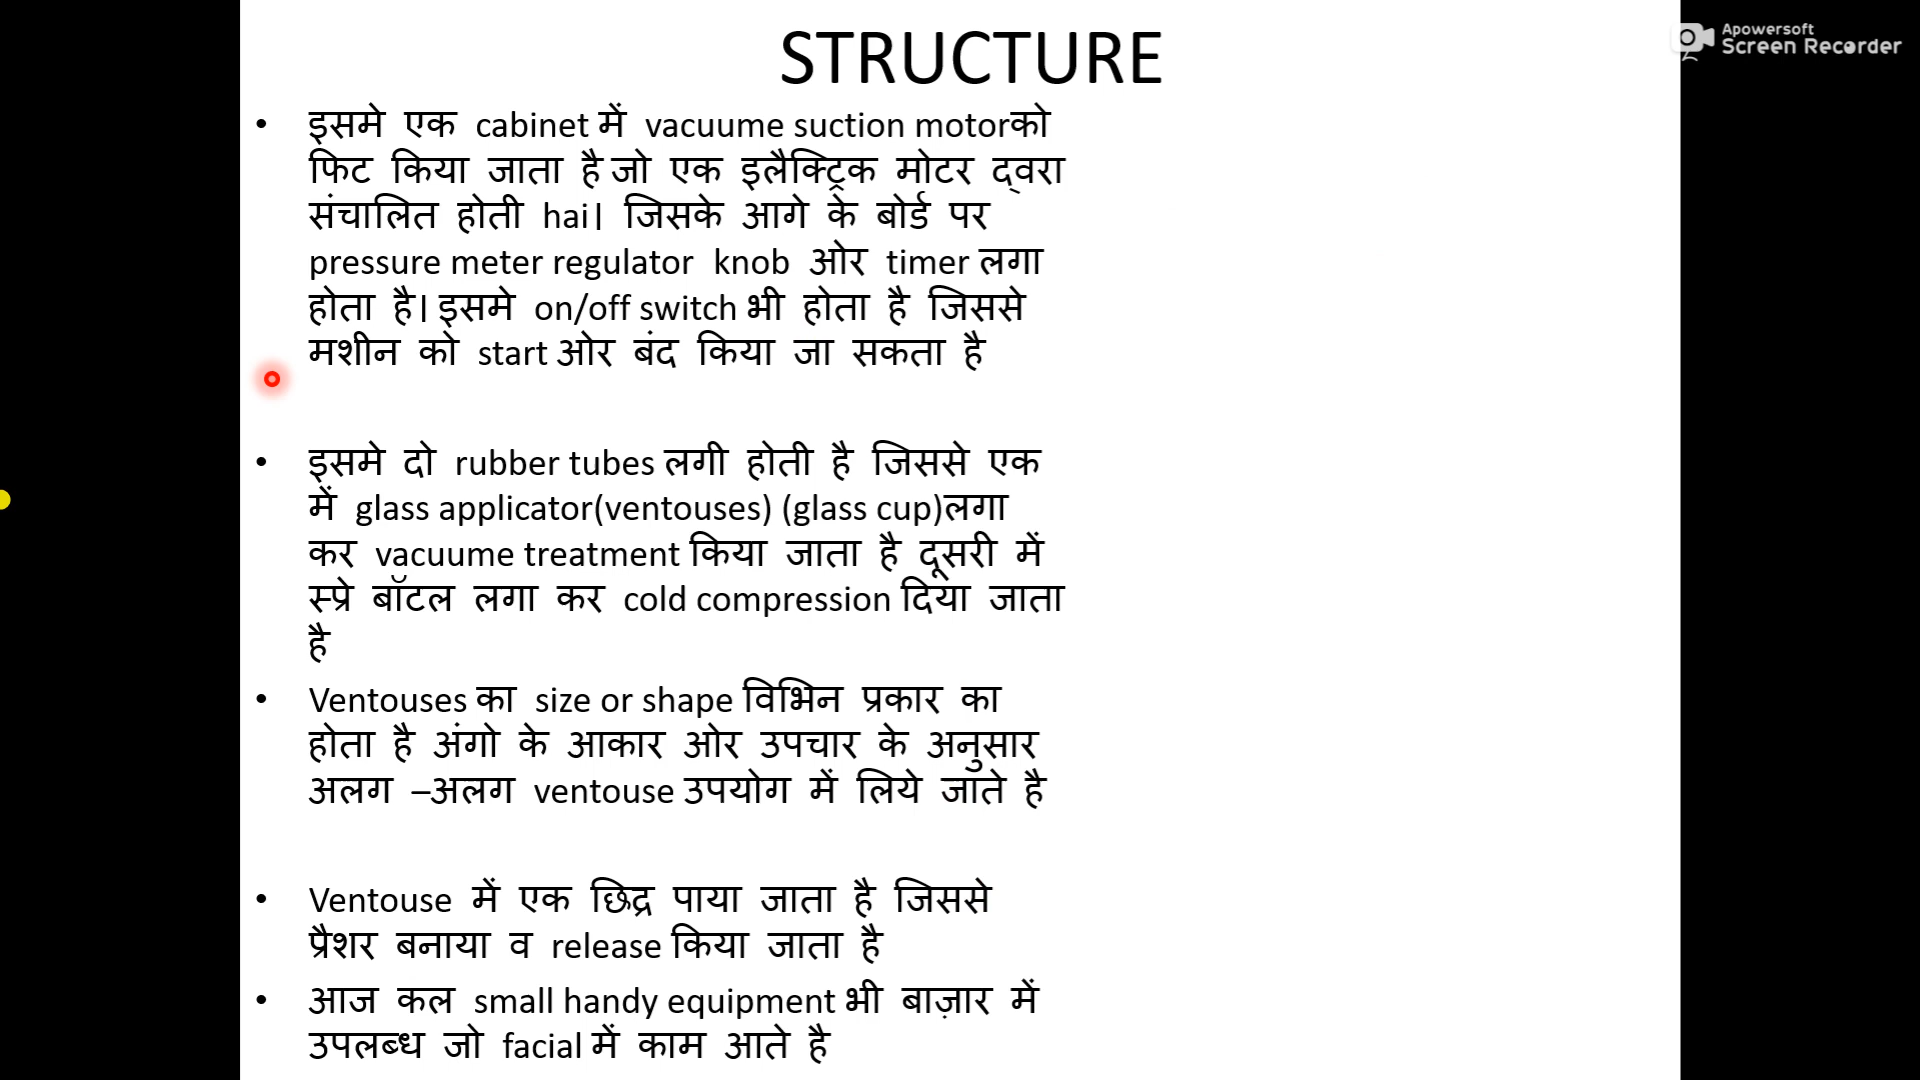 STRUCTURE
Apowersoft
Screen Recorder
• इसमे एक cabinet में vacuume suction motorको
फिट किया जाता है जो एक इलैक्ट्रिक मोटर द्वरा
संचालित होती hai। जिसके आगे के बोर्ड पर
pressure meter regulator knob ओर timer लगा
होता है। इसमे on/off switch भी होता है जिससे
मशीन को start ओर बंद किया जा सकता है
• इसमे दो rubber tubes लगी होती है जिससे एक
में glass applicator(ventouses) (glass cup)लगा
कर vacuume treatment किया जाता है दूसरी में
स्प्रे बॉटल लगा कर cold compression दिया जाता
है
• Ventouses का size or shape विभिन प्रकार का
होता है अंगो के आकार ओर उपचार के अनुसार
अलग –अलग ventouse उपयोग में लिये जाते है
• Ventouse में एक छिद्र पाया जाता है जिससे
प्रैशर बनाया व release किया जाता है
• आज कल small handy equipment भी बाज़ार में
उपलब्ध जो facial में काम आते है